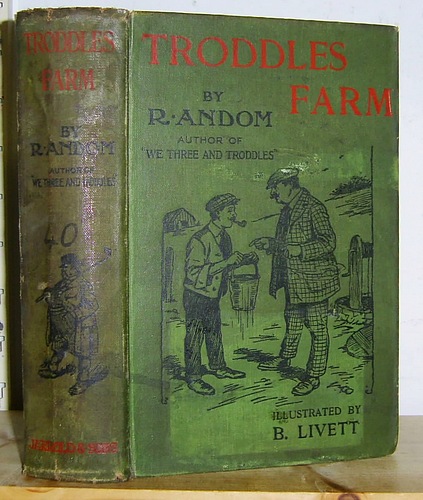 TRODDLES
FARM
BY
R·ANDOM
AUTHOR OF
"WE THREE AND TRODDLES"
40
TRODDLES
FARM
BY
R·ANDOM
AUTHOR OF
"WE THREE AND TRODDLES"
ILLUSTRATED BY
B. LIVETT